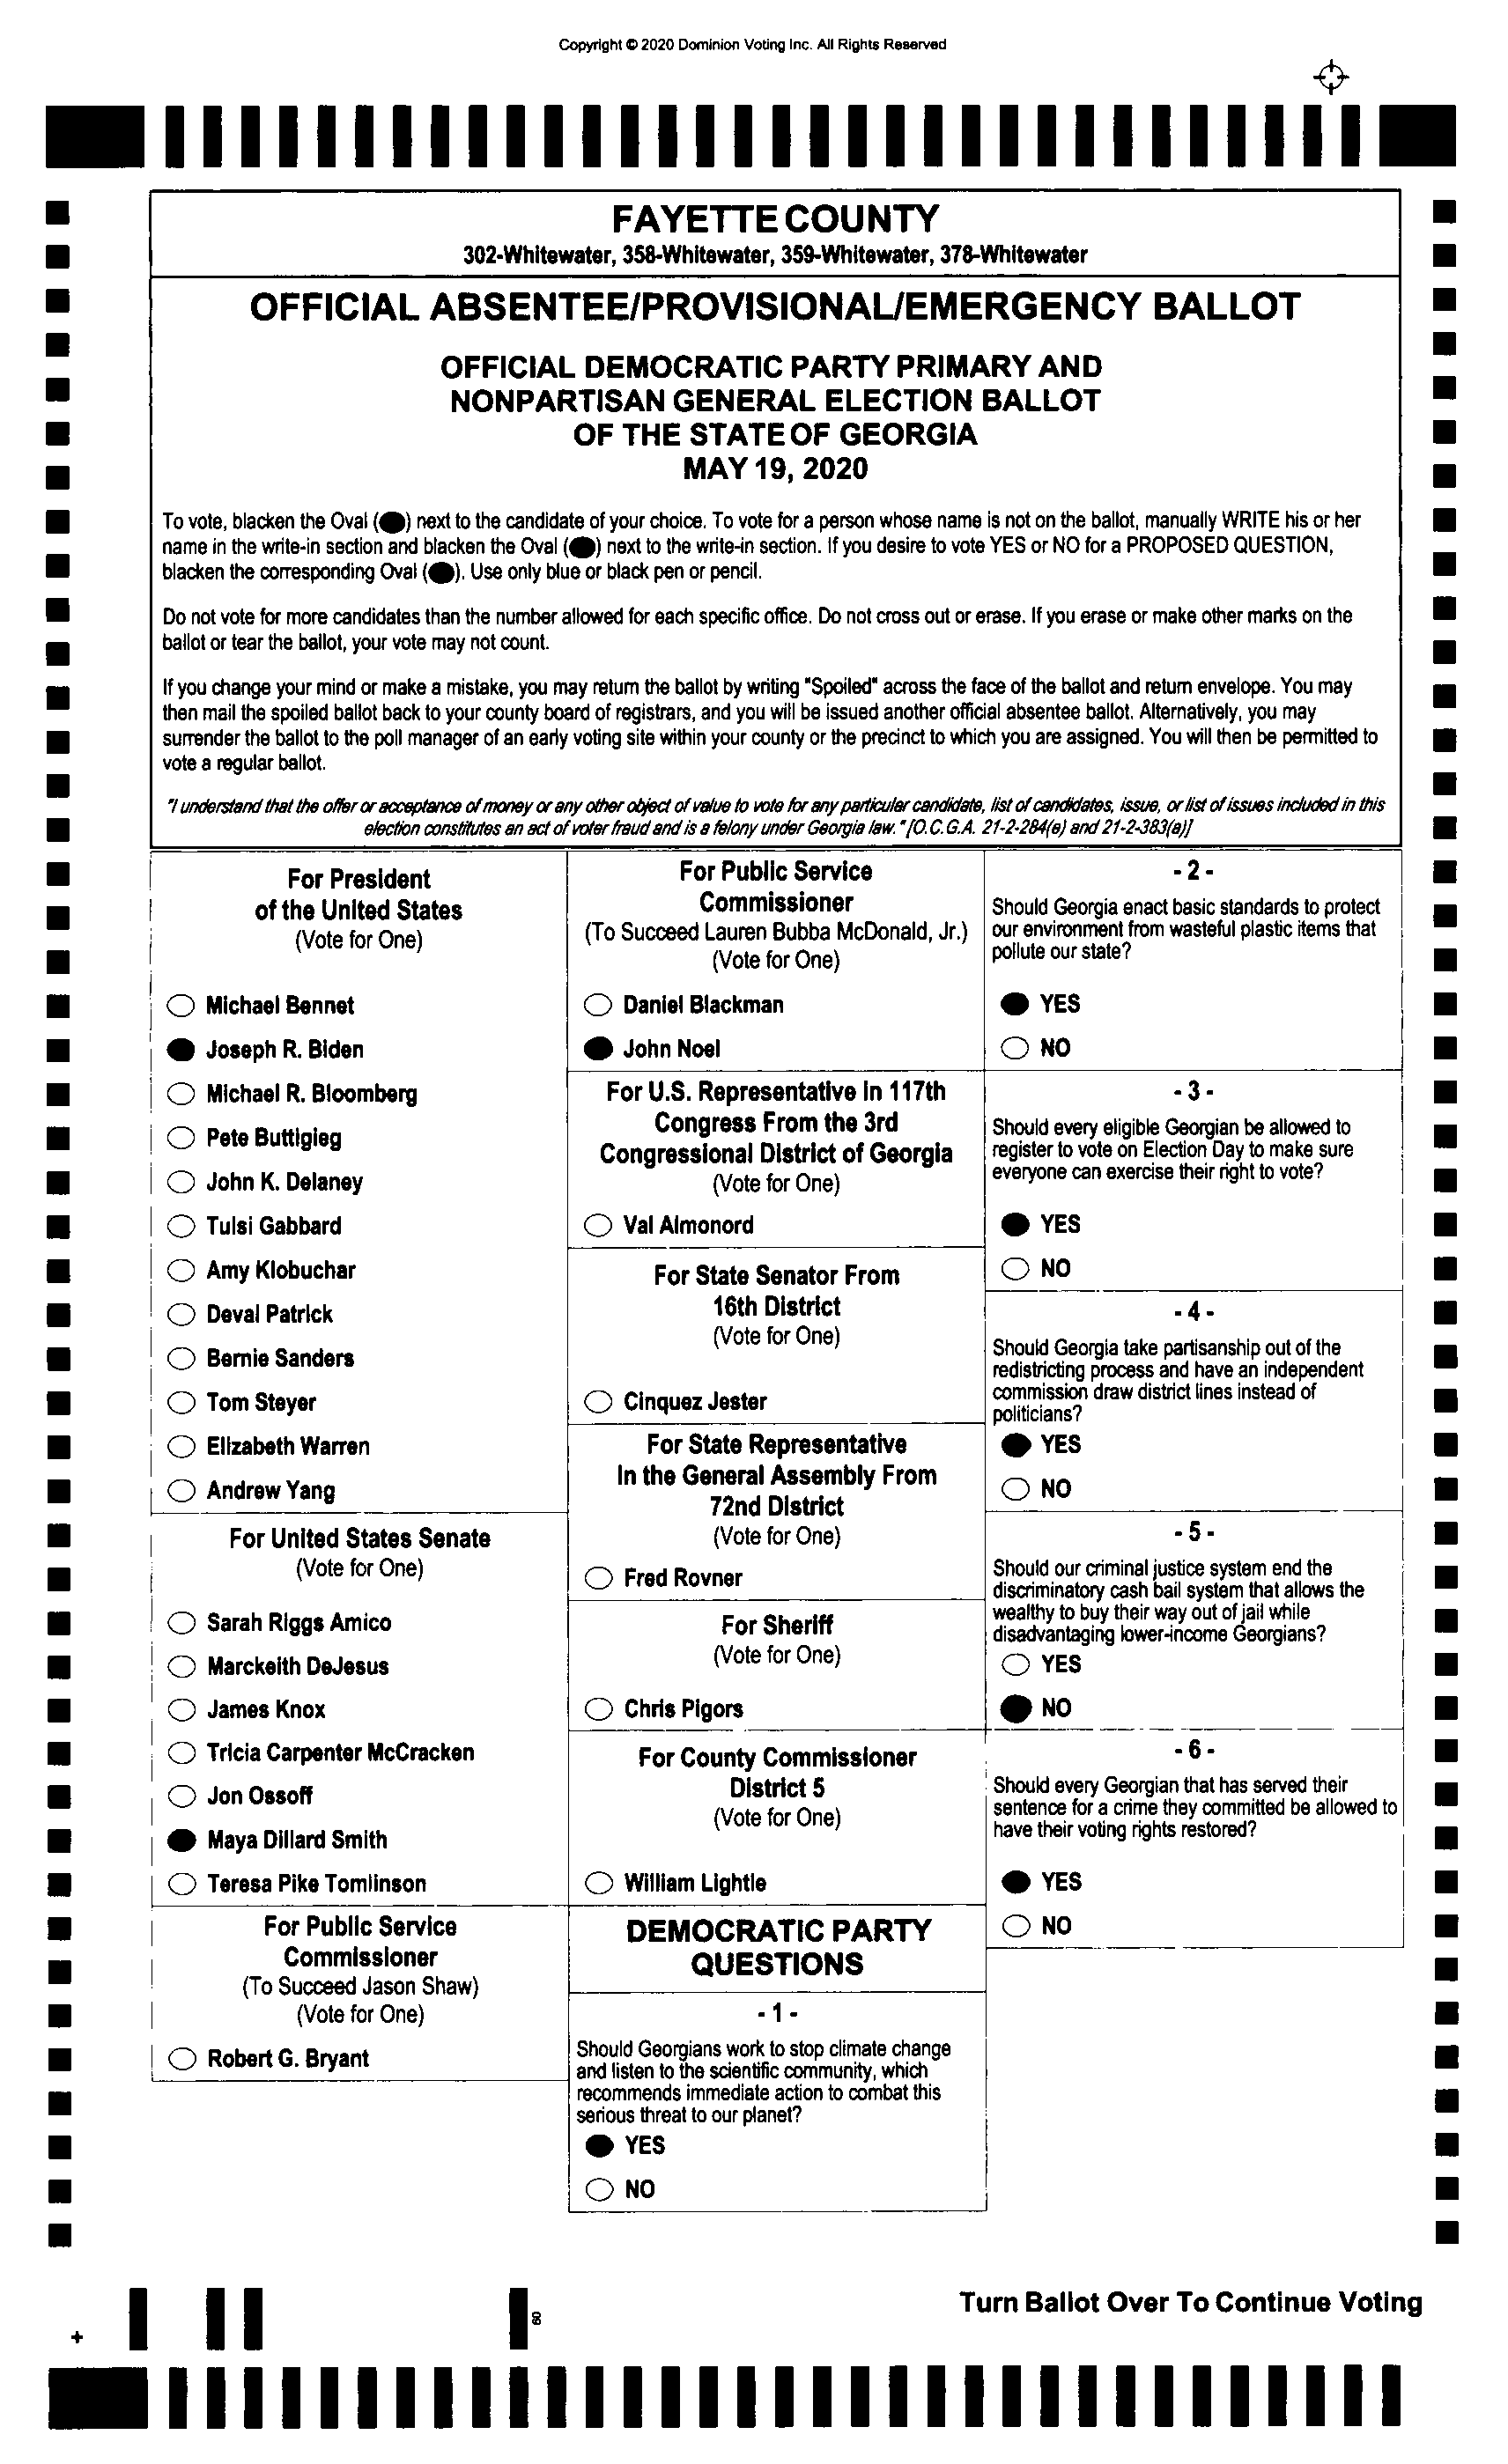 Copyright © 2020 Dominion Voting Inc. All Rights Reserved
FAYETTE COUNTY
302-Whitewater, 358-Whitewater, 359-Whitewater, 378-Whitewater
OFFICIAL ABSENTEE/PROVISIONAL/EMERGENCY BALLOT
OFFICIAL DEMOCRATIC PARTY PRIMARY AND
NONPARTISAN GENERAL ELECTION BALLOT
OF THE STATE OF GEORGIA
MAY 19, 2020
To vote, blacken the Oval ( ) next to the candidate of your choice. To vote for a person whose name is not on the ballot, manually WRITE his or her
name in the write-in section and blacken the Oval ( ) next to the write-in section. If you desire to vote YES or NO for a PROPOSED QUESTION,
blacken the corresponding Oval ( ). Use only blue or black pen or pencil.
Do not vote for more candidates than the number allowed for each specific office. Do not cross out or erase. If you erase or make other marks on the
ballot or tear the ballot, your vote may not count.
If you change your mind or make a mistake, you may return the ballot by writing "Spoiled" across the face of the ballot and return envelope. You may
then mail the spoiled ballot back to your county board of registrars, and you will be issued another official absentee ballot. Alternatively, you may
surrender the ballot to the poll manager of an early voting site within your county or the precinct to which you are assigned. You will then be permitted to
vote a regular ballot.
"I understand that the offer or acceptance of money or any other object of value to vote for any particular candidate, list of candidates, issue, or list of issues included in this
election constitutes an act of voter fraud and is a felony under Georgia law. "[O.C.G.A. 21-2-284(e) and 21-2-383(a)]
For President
of the United States
(Vote for One)
Michael Bennet
Joseph R. Biden
Michael R. Bloomberg
Pete Buttigieg
John K. Delaney
Tulsi Gabbard
Amy Klobuchar
Deval Patrick
Bernie Sanders
Tom Steyer
Elizabeth Warren
Andrew Yang
For United States Senate
(Vote for One)
Sarah Riggs Amico
Marckeith DeJesus
James Knox
Tricia Carpenter McCracken
Jon Ossoff
Maya Dillard Smith
Teresa Pike Tomlinson
For Public Service
Commissioner
(To Succeed Jason Shaw)
(Vote for One)
Robert G. Bryant
For Public Service
Commissioner
(To Succeed Lauren Bubba McDonald, Jr.)
(Vote for One)
Daniel Blackman
John Noel
For U.S. Representative in 117th
Congress From the 3rd
Congressional District of Georgia
(Vote for One)
Val Almonord
For State Senator From
16th District
(Vote for One)
Cinquez Jester
For State Representative
In the General Assembly From
72nd District
(Vote for One)
Fred Rovner
For Sheriff
(Vote for One)
Chris Pigors
For County Commissioner
District 5
(Vote for One)
William Lightle
DEMOCRATIC PARTY
QUESTIONS
- 1 -
Should Georgians work to stop climate change
and listen to the scientific community, which
recommends immediate action to combat this
serious threat to our planet?
YES
NO
- 2 -
Should Georgia enact basic standards to protect
our environment from wasteful plastic items that
pollute our state?
YES
NO
- 3 -
Should every eligible Georgian be allowed to
register to vote on Election Day to make sure
everyone can exercise their right to vote?
YES
NO
- 4 -
Should Georgia take partisanship out of the
redistricting process and have an independent
commission draw district lines instead of
politicians?
YES
NO
- 5 -
Should our criminal justice system end the
discriminatory cash bail system that allows the
wealthy to buy their way out of jail while
disadvantaging lower-income Georgians?
YES
NO
- 6 -
Should every Georgian that has served their
sentence for a crime they committed be allowed to
have their voting rights restored?
YES
NO
Turn Ballot Over To Continue Voting
+